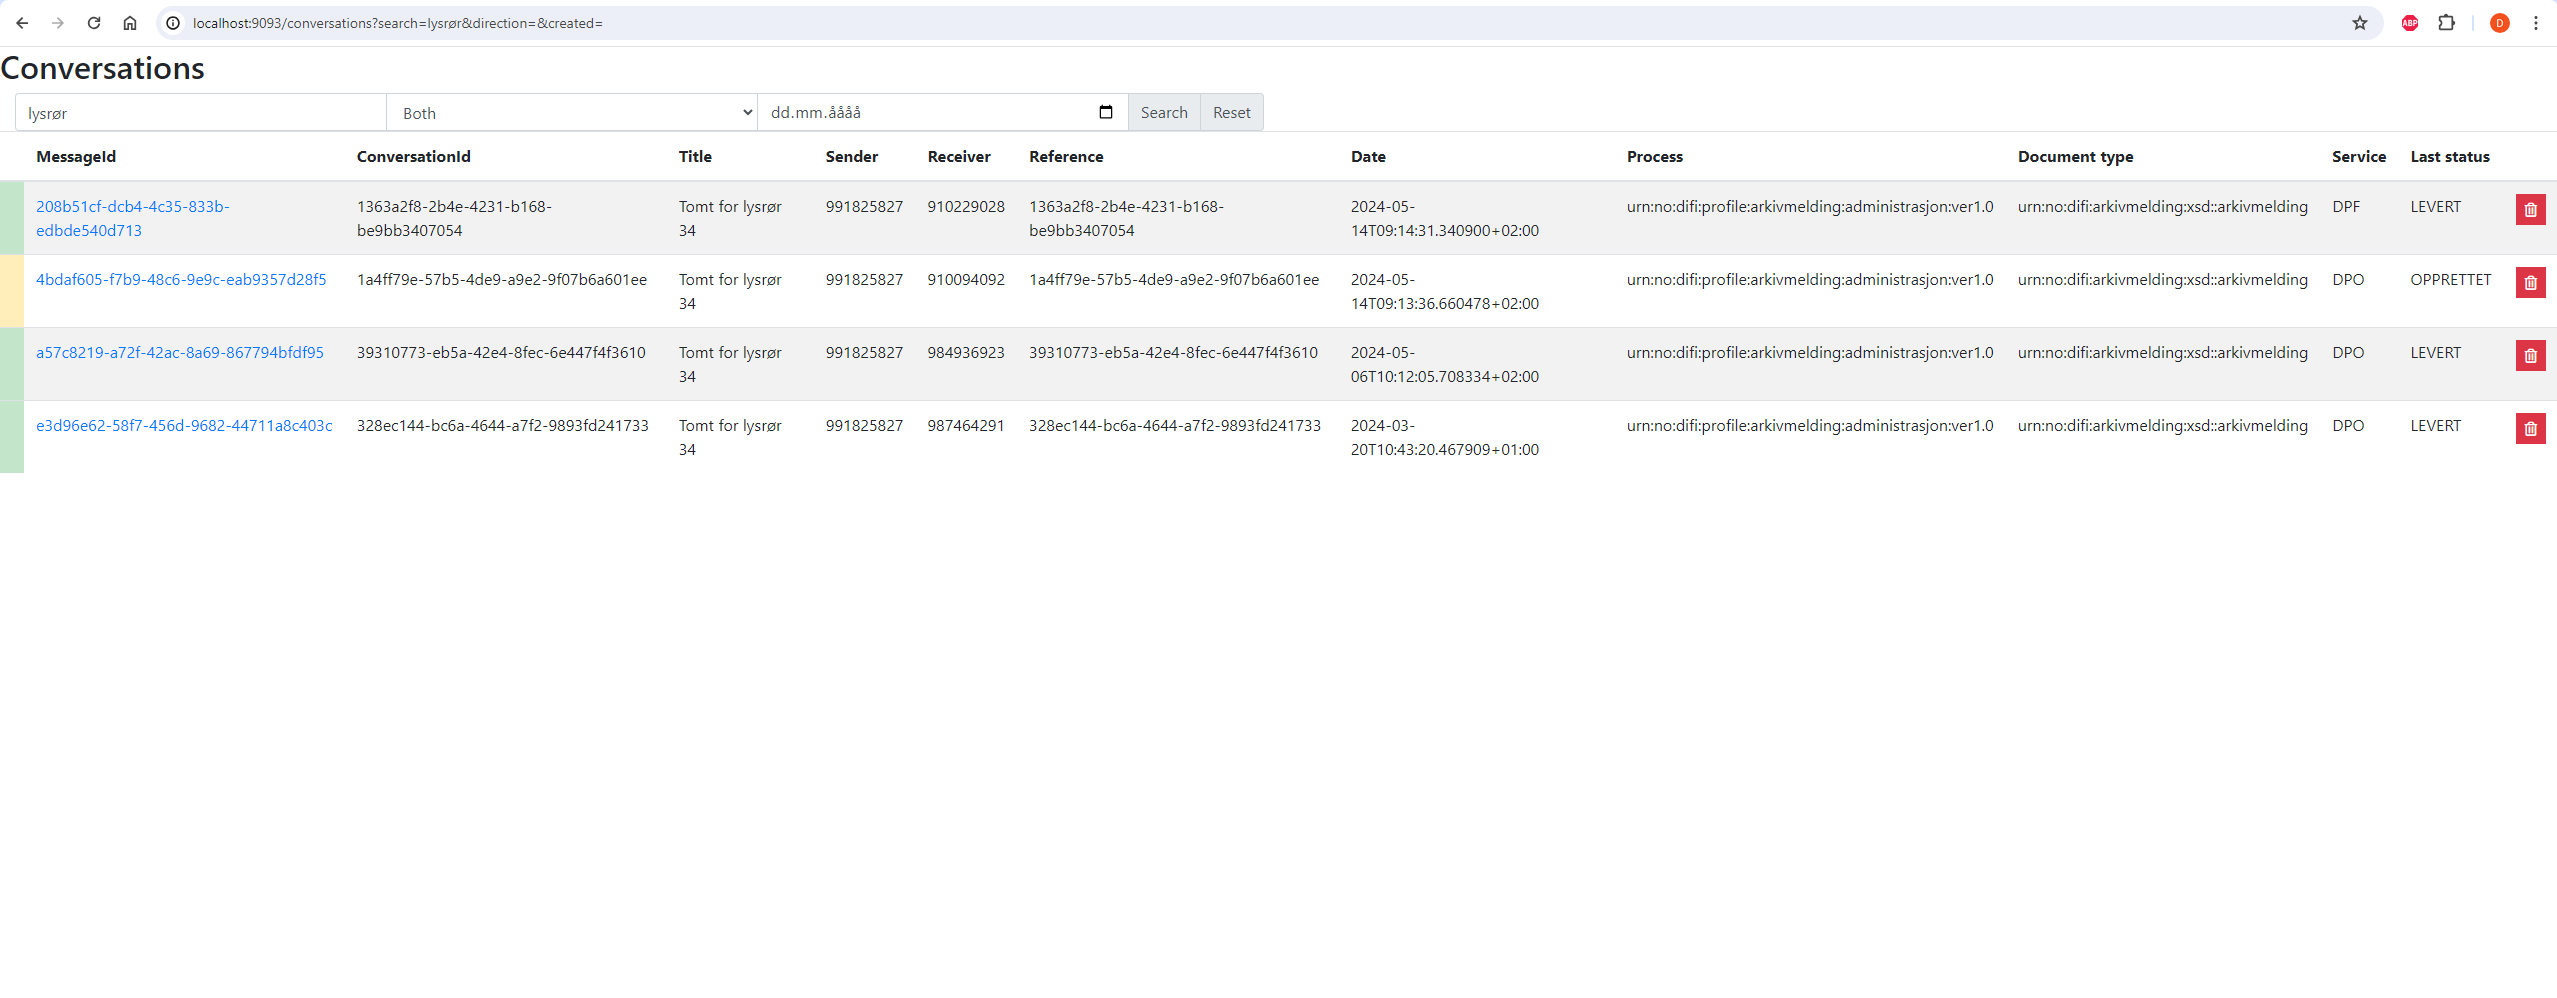 localhost:9093/conversations?search=lysrør&direction=&created=
ABP
D
Conversations
lysrør Both dd.mm.åååå Search Reset
MessageId ConversationId Title Sender Receiver Reference Date Process Document type Service Last status
208b51cf-dcb4-4c35-833b- 1363a2f8-2b4e-4231-b168- Tomt for lysrør 991825827 910229028 1363a2f8-2b4e-4231-b168- 2024-05- urn:no:difi:profile:arkivmelding:administrasjon:ver1.0 urn:no:difi:arkivmelding:xsd::arkivmelding DPF LEVERT
edbde540d713 be9bb3407054 34 be9bb3407054 14T09:14:31.340900+02:00
4bdaf605-f7b9-48c6-9e9c-eab9357d28f5 1a4ff79e-57b5-4de9-a9e2-9f07b6a601ee Tomt for lysrør 991825827 910094092 1a4ff79e-57b5-4de9-a9e2-9f07b6a601ee 2024-05- urn:no:difi:profile:arkivmelding:administrasjon:ver1.0 urn:no:difi:arkivmelding:xsd::arkivmelding DPO OPPRETTET
34 14T09:13:36.660478+02:00
a57c8219-a72f-42ac-8a69-867794bfdf95 39310773-eb5a-42e4-8fec-6e447f4f3610 Tomt for lysrør 991825827 984936923 39310773-eb5a-42e4-8fec-6e447f4f3610 2024-05- urn:no:difi:profile:arkivmelding:administrasjon:ver1.0 urn:no:difi:arkivmelding:xsd::arkivmelding DPO LEVERT
34 06T10:12:05.708334+02:00
e3d96e62-58f7-456d-9682-44711a8c403c 328ec144-bc6a-4644-a7f2-9893fd241733 Tomt for lysrør 991825827 987464291 328ec144-bc6a-4644-a7f2-9893fd241733 2024-03- urn:no:difi:profile:arkivmelding:administrasjon:ver1.0 urn:no:difi:arkivmelding:xsd::arkivmelding DPO LEVERT
34 20T10:43:20.467909+01:00